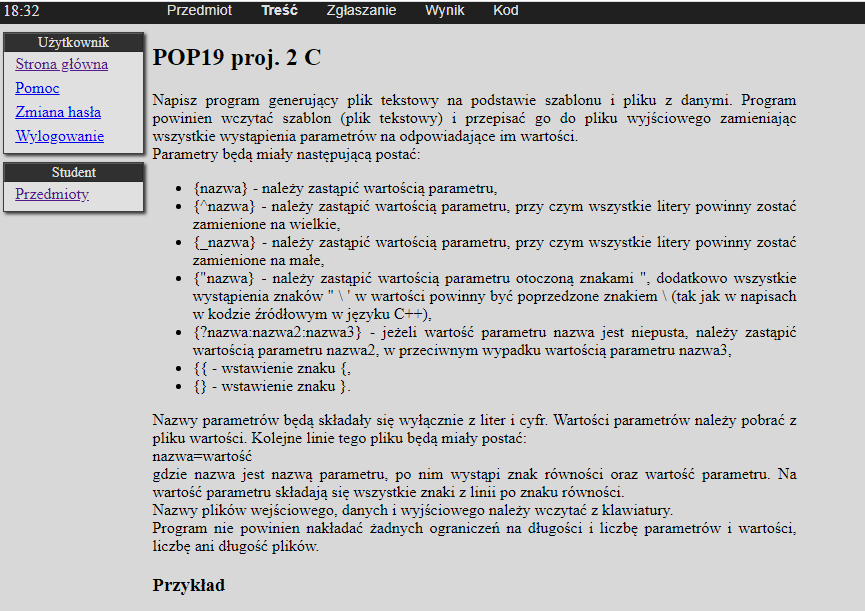 18:32
Przedmiot Treść Zgłaszanie Wynik Kod
Użytkownik
Strona główna
Pomoc
Zmiana hasła
Wylogowanie
Student
Przedmioty
POP19 proj. 2 C
Napisz program generujący plik tekstowy na podstawie szablonu i pliku z danymi. Program
powinien wczytać szablon (plik tekstowy) i przepisać go do pliku wyjściowego zamieniając
wszystkie wystąpienia parametrów na odpowiadające im wartości.
Parametry będą miały następującą postać:
• {nazwa} - należy zastąpić wartością parametru,
• {^nazwa} - należy zastąpić wartością parametru, przy czym wszystkie litery powinny zostać
zamienione na wielkie,
• {_nazwa} - należy zastąpić wartością parametru, przy czym wszystkie litery powinny zostać
zamienione na małe,
• {"nazwa} - należy zastąpić wartością parametru otoczoną znakami ", dodatkowo wszystkie
wystąpienia znaków " \ ' w wartości powinny być poprzedzone znakiem \ (tak jak w napisach
w kodzie źródłowym w języku C++),
• {?nazwa:nazwa2:nazwa3} - jeżeli wartość parametru nazwa jest niepusta, należy zastąpić
wartością parametru nazwa2, w przeciwnym wypadku wartością parametru nazwa3,
• {{ - wstawienie znaku {,
• {} - wstawienie znaku }.
Nazwy parametrów będą składały się wyłącznie z liter i cyfr. Wartości parametrów należy pobrać z
pliku wartości. Kolejne linie tego pliku będą miały postać:
nazwa=wartość
gdzie nazwa jest nazwą parametru, po nim wystąpi znak równości oraz wartość parametru. Na
wartość parametru składają się wszystkie znaki z linii po znaku równości.
Nazwy plików wejściowego, danych i wyjściowego należy wczytać z klawiatury.
Program nie powinien nakładać żadnych ograniczeń na długości i liczbę parametrów i wartości,
liczbę ani długość plików.
Przykład